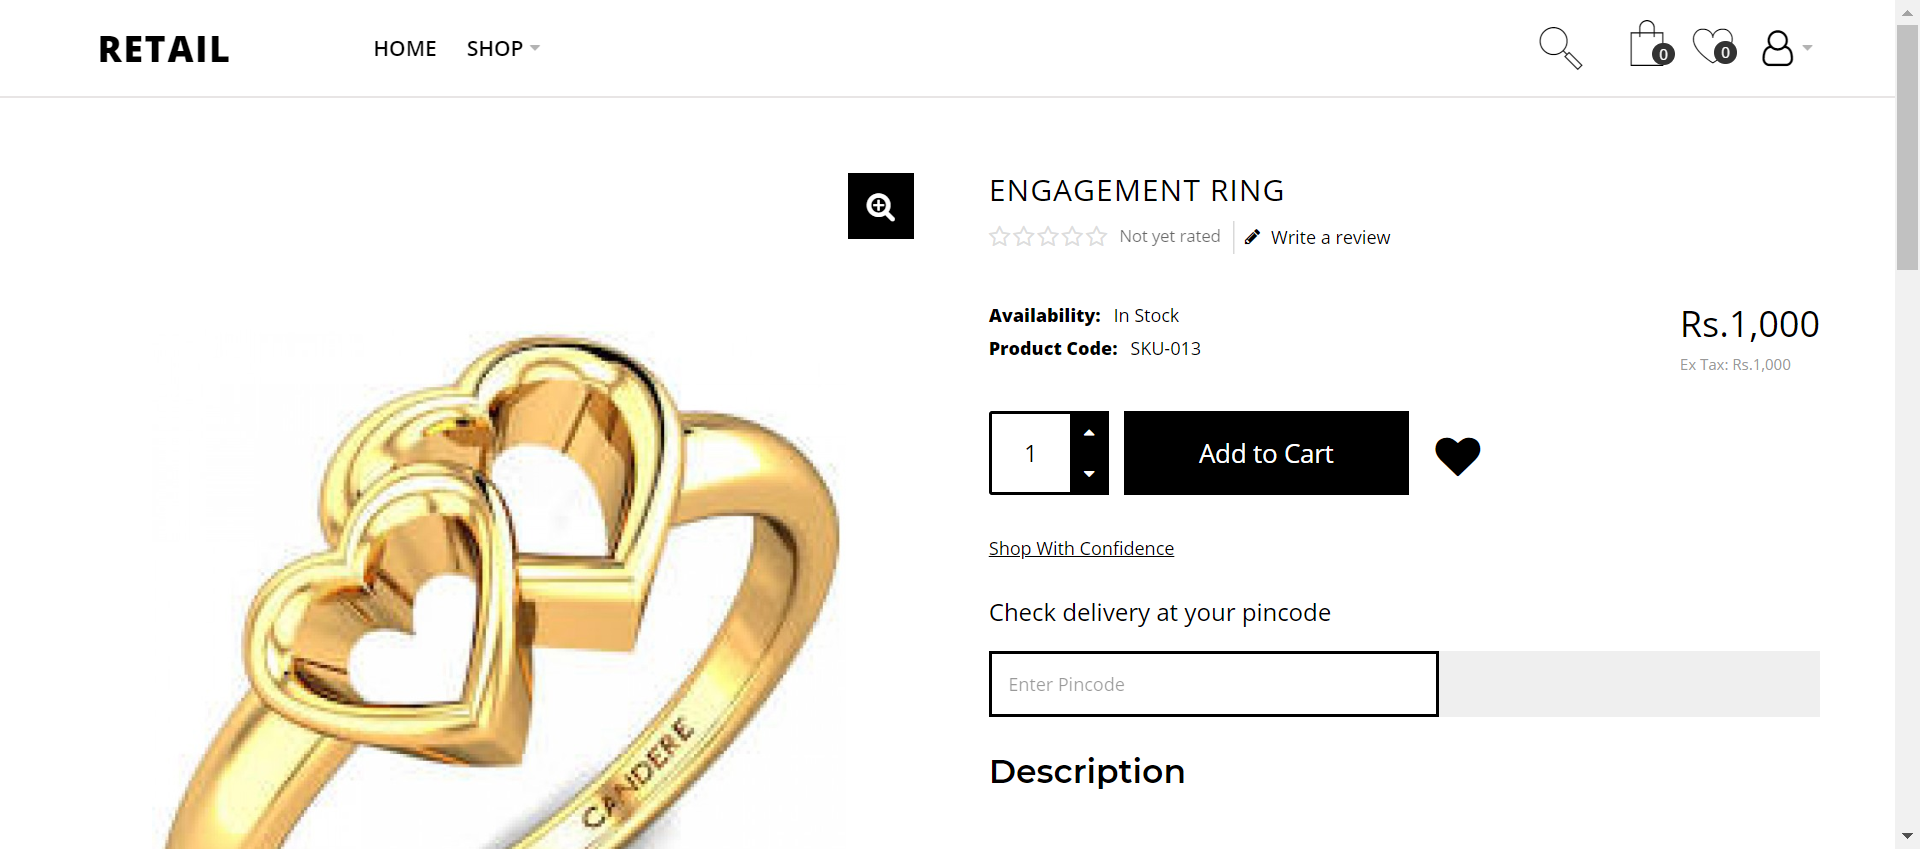 RETAIL
HOME SHOP
0 0
ENGAGEMENT RING
Not yet rated Write a review
Availability: In Stock
Product Code: SKU-013
Rs.1,000
Ex Tax: Rs.1,000
1 Add to Cart
Shop With Confidence
Check delivery at your pincode
Enter Pincode
Description
CANDERE